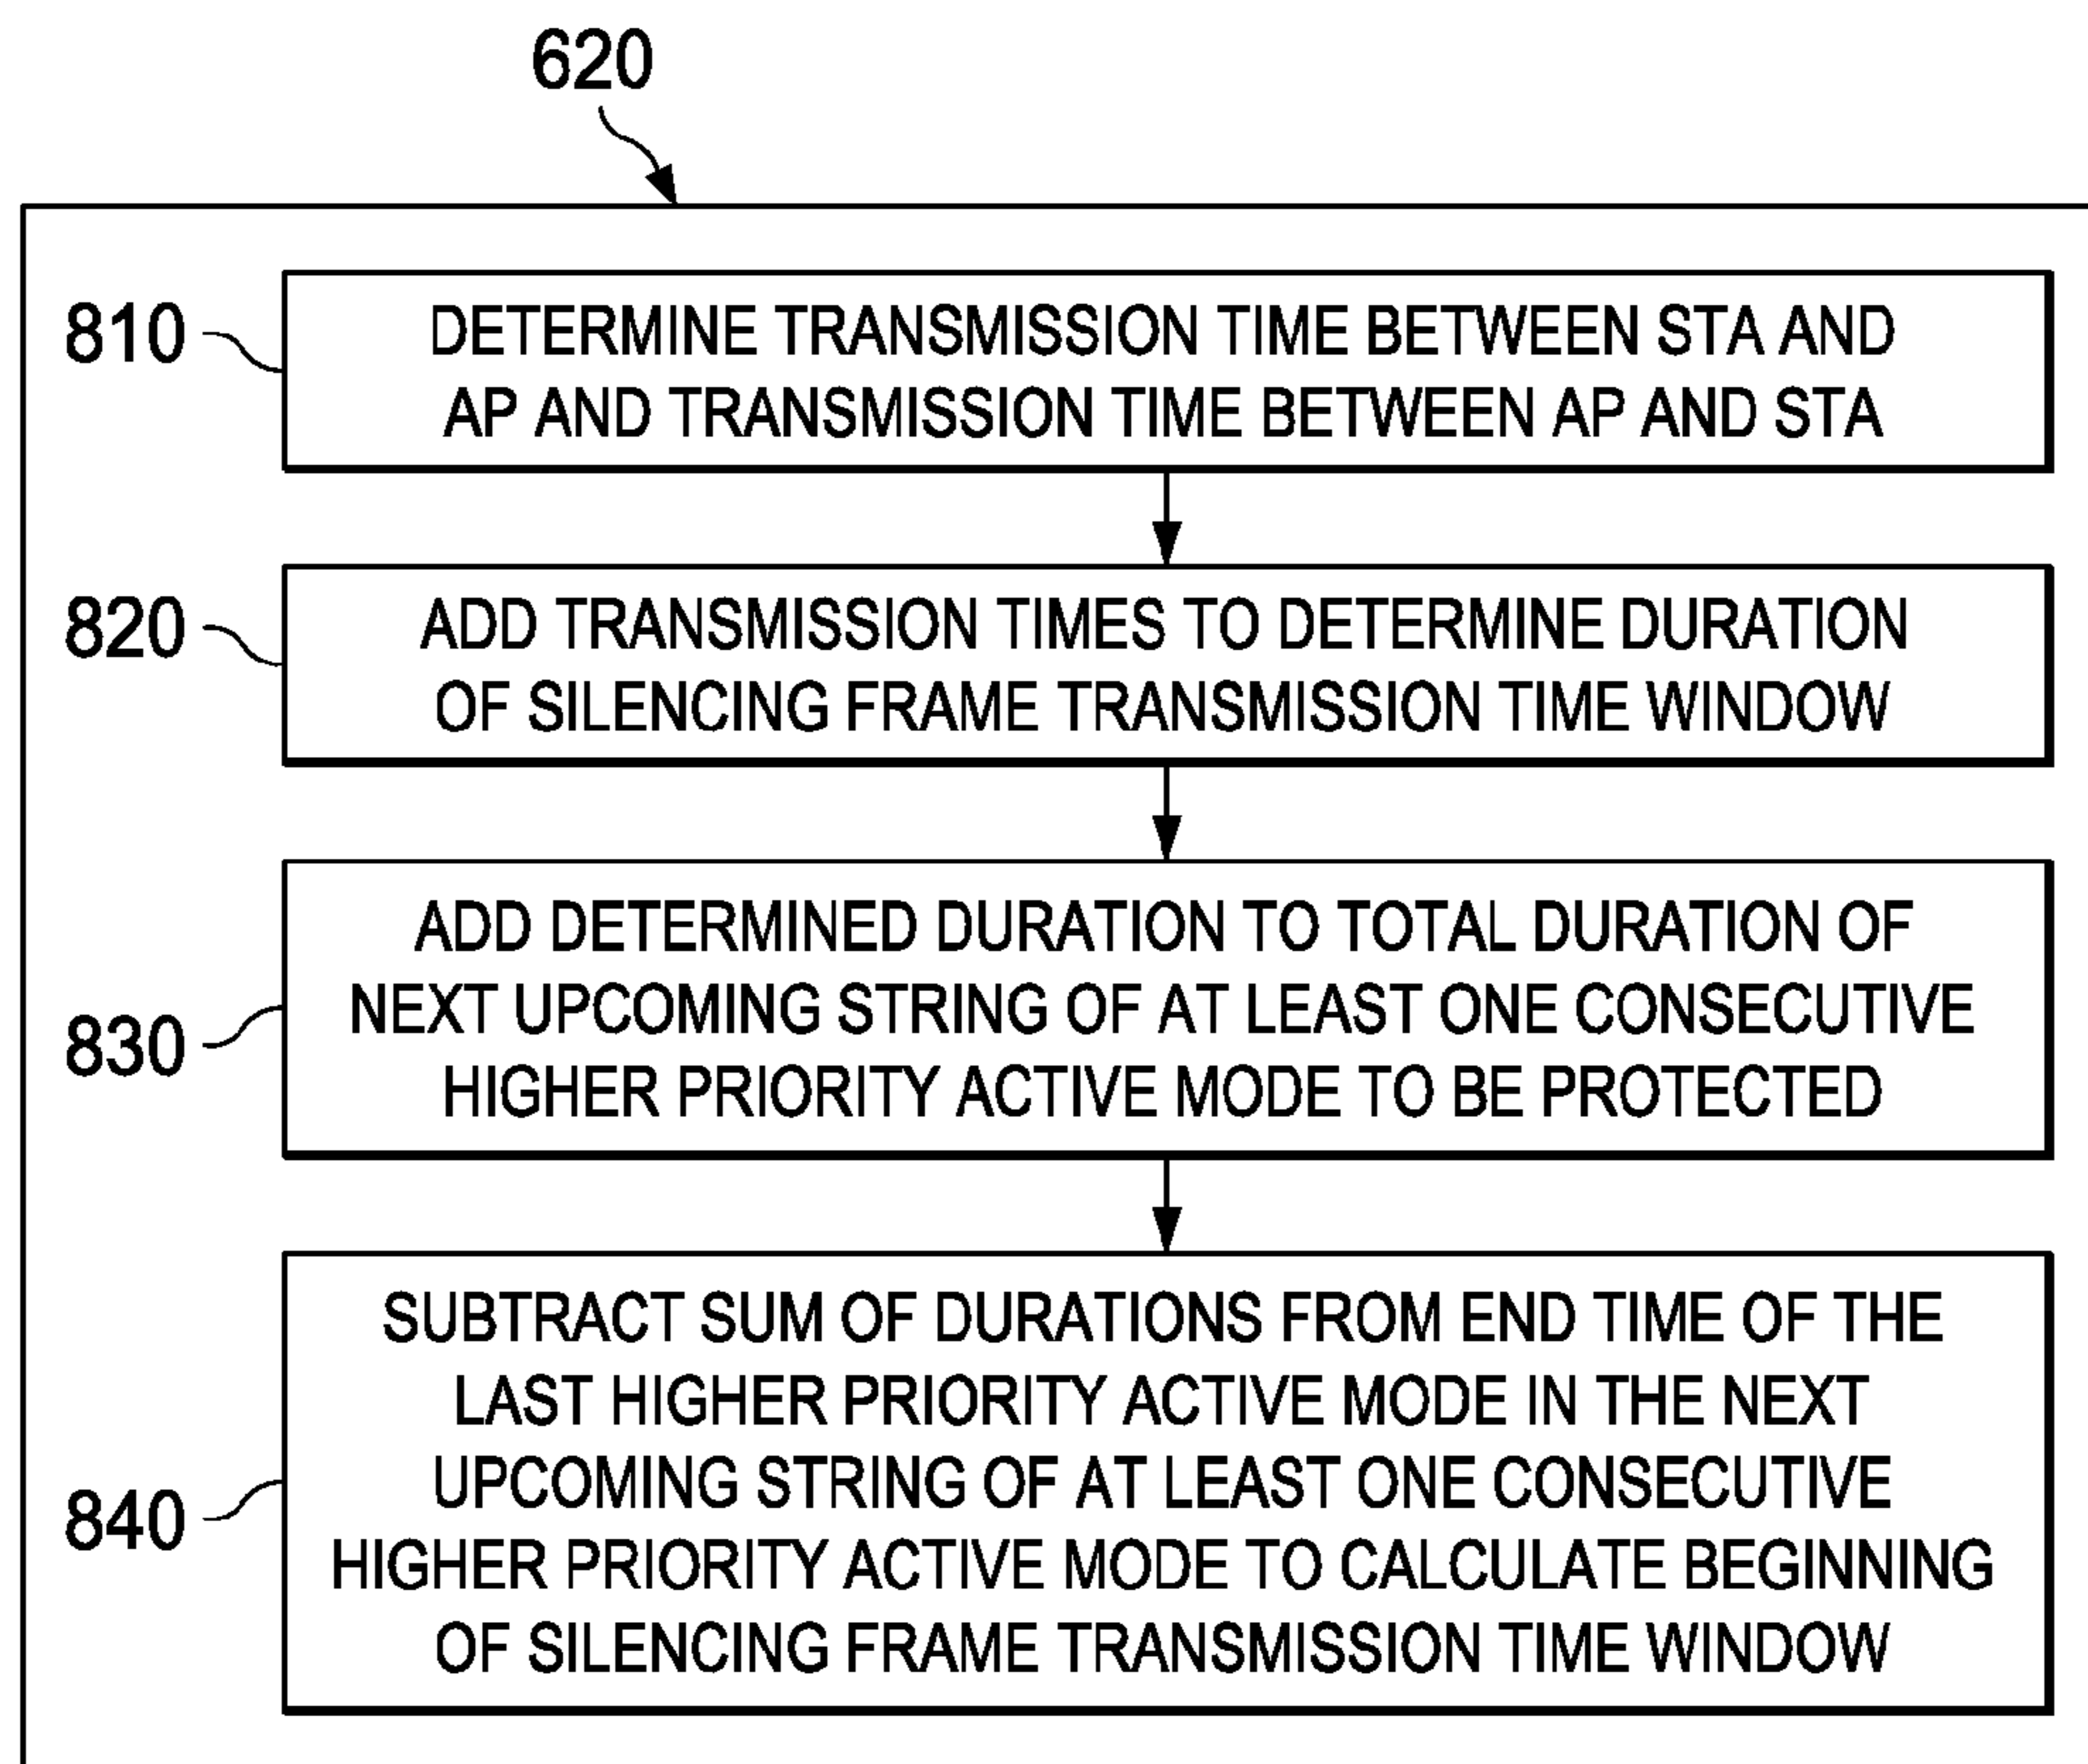 620
810
DETERMINE TRANSMISSION TIME BETWEEN STA AND
AP AND TRANSMISSION TIME BETWEEN AP AND STA
820
ADD TRANSMISSION TIMES TO DETERMINE DURATION
OF SILENCING FRAME TRANSMISSION TIME WINDOW
830
ADD DETERMINED DURATION TO TOTAL DURATION OF
NEXT UPCOMING STRING OF AT LEAST ONE CONSECUTIVE
HIGHER PRIORITY ACTIVE MODE TO BE PROTECTED
840
SUBTRACT SUM OF DURATIONS FROM END TIME OF THE
LAST HIGHER PRIORITY ACTIVE MODE IN THE NEXT
UPCOMING STRING OF AT LEAST ONE CONSECUTIVE
HIGHER PRIORITY ACTIVE MODE TO CALCULATE BEGINNING
OF SILENCING FRAME TRANSMISSION TIME WINDOW